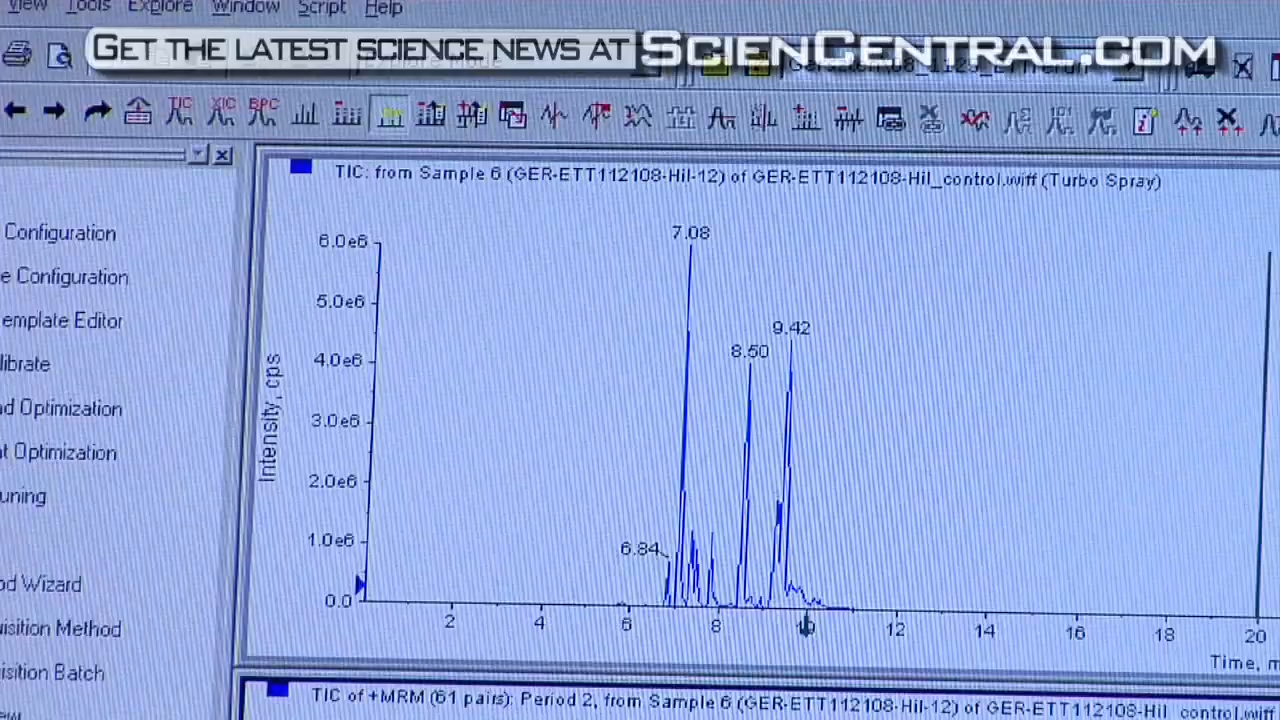 View Tools Explore Window Script Help
GET THE LATEST SCIENCE NEWS AT SCIENCENTRAL.COM
TIC XIC BPC
TIC: from Sample 6 (GER-ETT112108-Hil-12) of GER-ETT112108-Hil_control.wiff (Turbo Spray)
Configuration
e Configuration
emplate Editor
librate
d Optimization
t Optimization
uning
od Wizard
uisition Method
isition Batch
Intensity, cps
6.0e6
5.0e6
4.0e6
3.0e6
2.0e6
1.0e6
0.0
7.08
9.42
8.50
6.84
2 4 6 8 10 12 14 16 18 20
Time, m
TIC of +MRM (61 pairs): Period 2, from Sample 6 (GER-ETT112108-Hil-12) of GER-ETT112108-Hil_control.wiff